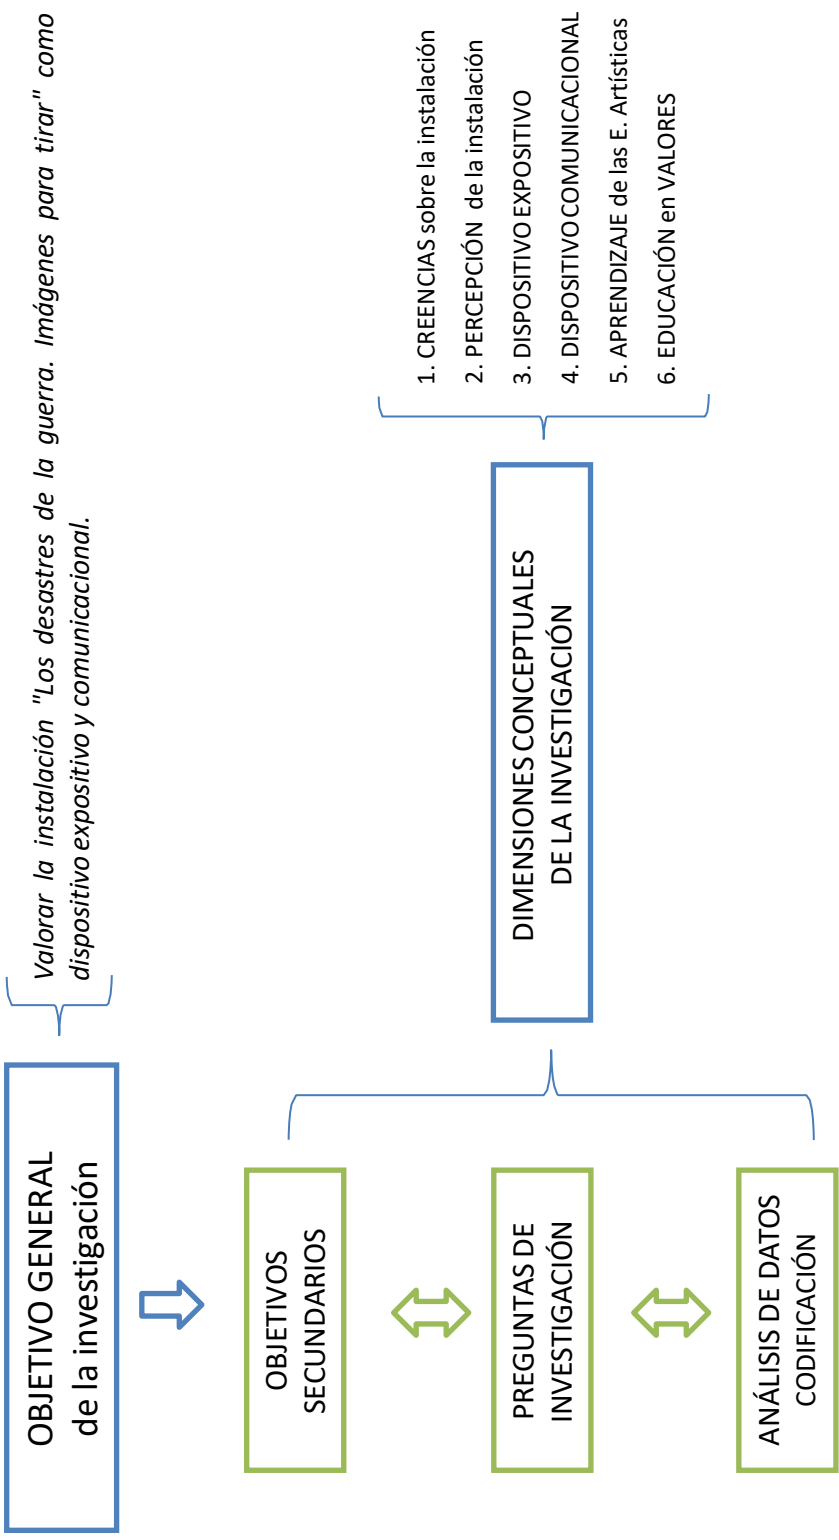 OBJETIVO GENERAL
de la investigación
Valorar la instalación "Los desastres de la guerra. Imágenes para tirar" como
dispositivo expositivo y comunicacional.
OBJETIVOS
SECUNDARIOS
PREGUNTAS DE
INVESTIGACIÓN
ANÁLISIS DE DATOS
CODIFICACIÓN
DIMENSIONES CONCEPTUALES
DE LA INVESTIGACIÓN
1. CREENCIAS sobre la instalación
2. PERCEPCIÓN de la instalación
3. DISPOSITIVO EXPOSITIVO
4. DISPOSITIVO COMUNICACIONAL
5. APRENDIZAJE de las E. Artísticas
6. EDUCACIÓN en VALORES